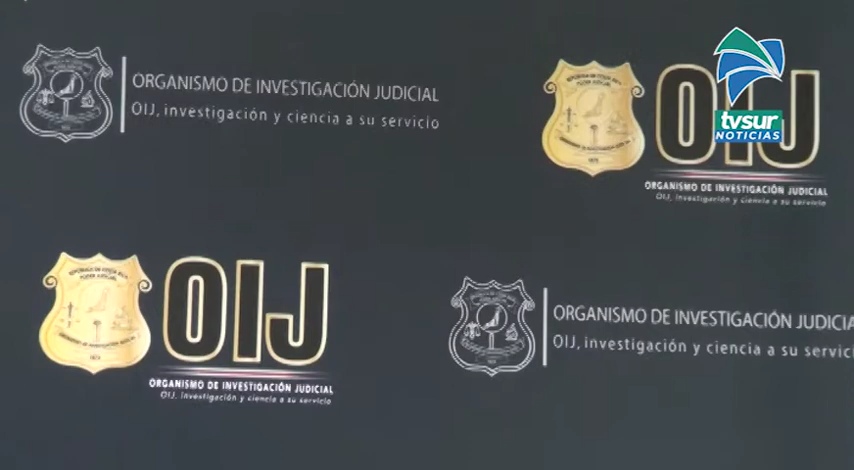 ORGANISMO DE INVESTIGACIÓN JUDICIAL
OIJ, investigación y ciencia a su servicio
OIJ
ORGANISMO DE INVESTIGACIÓN JUDICIAL
OIJ, investigación y ciencia a su servicio
tvsur
NOTICIAS
OIJ
ORGANISMO DE INVESTIGACIÓN JUDICIAL
OIJ, investigación y ciencia a su servicio
ORGANISMO DE INVESTIGACIÓN JUDICIA
OIJ, investigación y ciencia a su servici